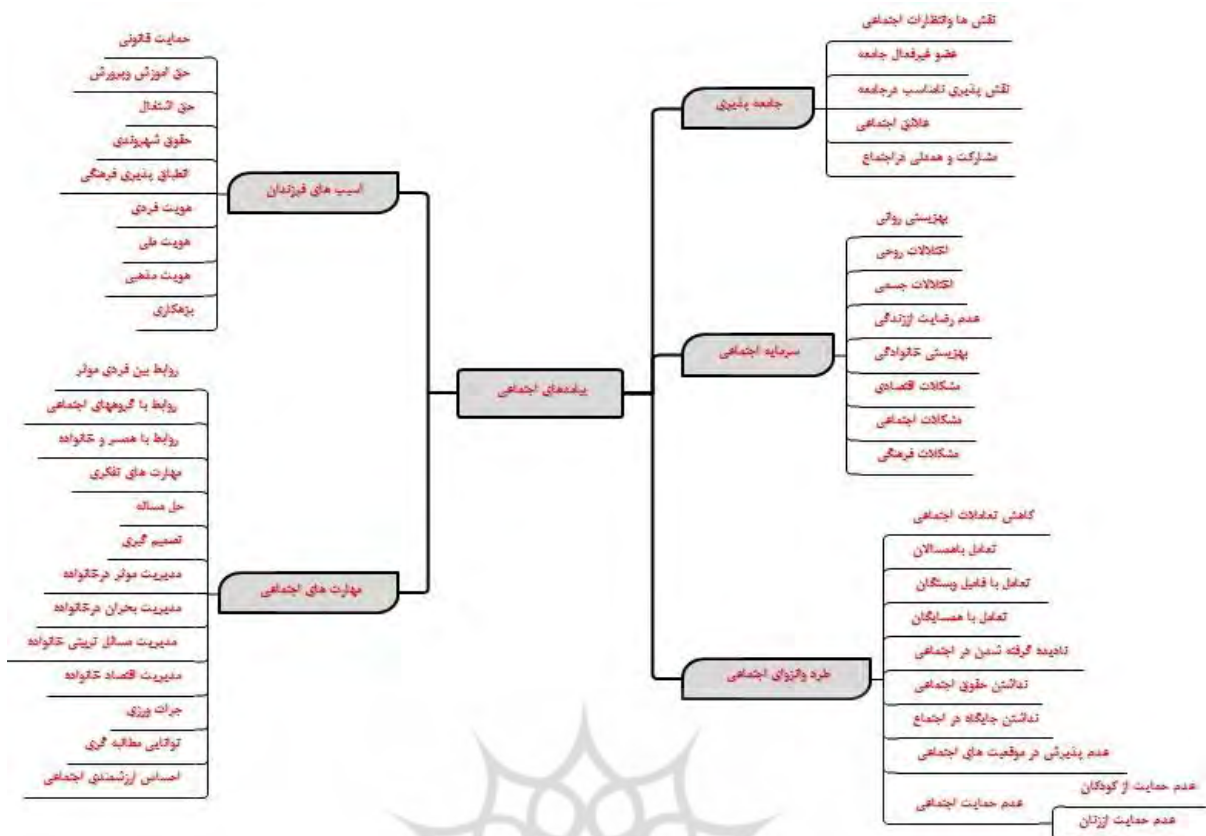 پیامدهای اجتماعی
جامعه پذیری
نقش ها وانتظارات اجتماعی
عضو غیرفعال جامعه
نقش پذیری نامناسب درجامعه
علائق اجتماعی
مشارکت و همدلی دراجتماع
سرمایه اجتماعی
بهزیستی روانی
اختلالات روحی
اختلالات جسمی
عدم رضایت اززندگی
بهزیستی خانوادگی
مشکلات اقتصادی
مشکلات اجتماعی
مشکلات فرهنگی
طرد وانزوای اجتماعی
کاهش تعاملات اجتماعی
تعامل باهمسالان
تعامل با فامیل وبستگان
تعامل با همسایگان
نادیده گرفته شدن در اجتماعی
نداشتن حقوق اجتماعی
نداشتن جایگاه در اجتماع
عدم پذیرش در موقعیت های اجتماعی
عدم حمایت اجتماعی
عدم حمایت از کودکان
عدم حمایت اززنان
آسیب های فرزندان
حمایت قانونی
حق اموزش وپرورش
حق اشتغال
حقوق شهروندی
انطباق پذیری فرهنگی
هویت فردی
هویت ملی
هویت مذهبی
بزهکاری
مهارت های اجتماعی
روابط بین فردی موثر
روابط با گروههای اجتماعی
روابط با همسر و خانواده
مهارت های تفکری
حل مساله
تصمیم گیری
مدیریت موثر درخانواده
مدیریت بحران درخانواده
مدیریت مسائل تربیتی خانواده
مدیریت اقتصاد خانواده
جرات ورزی
توانایی مطالبه گری
احساس ارزشمندی اجتماعی